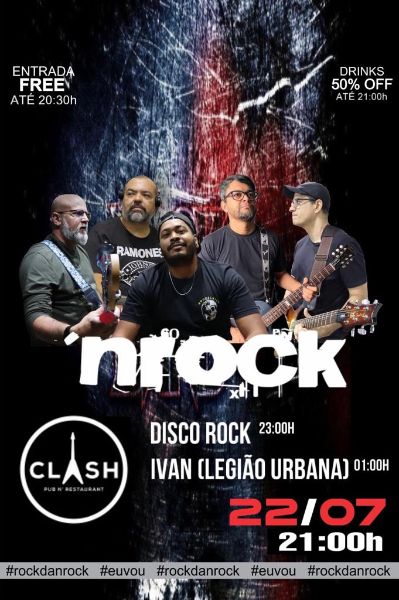 ENTRADA
FREE
ATÉ 20:30h
DRINKS
50% OFF
ATÉ 21:00h
RAMONES
'nrock
CLASH
PUB N' RESTAURANT
DISCO ROCK 23:00H
IVAN (LEGIÃO URBANA) 01:00H
22/07
21:00h
#rockdanrock #euvou #rockdanrock #euvou #rockdanrock